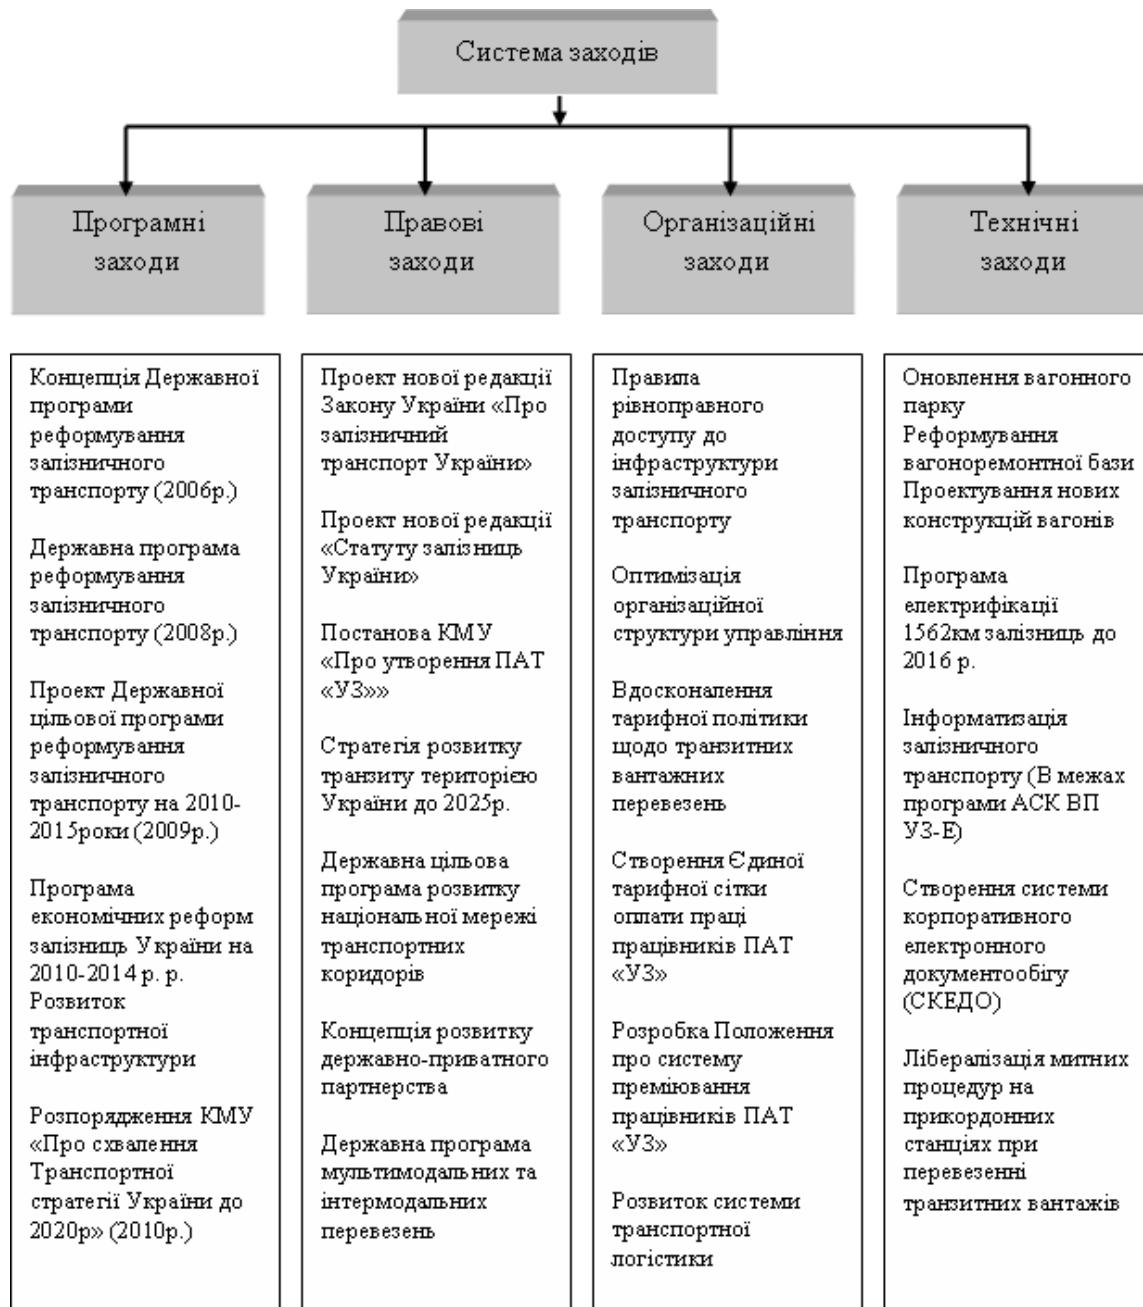 Система заходів
Програмні
заходи
Правові
заходи
Організаційні
заходи
Технічні
заходи
Концепція Державної
програми
реформування
залізничного
транспорту (2006р.)
Державна програма
реформування
залізничного
транспорту (2008р.)
Проект Державної
цільової програми
реформування
залізничного
транспорту на 2010-
2015роки (2009р.)
Програма
економічних реформ
залізниць України на
2010-2014 р. р.
Розвиток
транспортної
інфраструктури
Розпорядження КМУ
«Про схвалення
Транспортної
стратегії України до
2020р» (2010р.)
Проект нової редакції
Закону України «Про
залізничний
транспорт України»
Проект нової редакції
«Статуту залізниць
України»
Постанова КМУ
«Про утворення ПАТ
«УЗ»»
Стратегія розвитку
транзиту територією
України до 2025р.
Державна цільова
програма розвитку
національної мережі
транспортних
коридорів
Концепція розвитку
державно-приватного
партнерства
Державна програма
мультимодальних та
інтермодальних
перевезень
Правила
рівноправного
доступу до
інфраструктури
залізничного
транспорту
Оптимізація
організаційної
структури управління
Вдосконалення
тарифної політики
щодо транзитних
вантажних
перевезень
Створення Єдиної
тарифної сітки
оплати праці
працівників ПАТ
«УЗ»
Розробка Положення
про систему
преміювання
працівників ПАТ
«УЗ»
Розвиток системи
транспортної
логістики
Оновлення вагонного
парку
Реформування
вагоноремонтної бази
Проектування нових
конструкцій вагонів
Програма
електрифікації
1562км залізниць до
2016 р.
Інформатизація
залізничного
транспорту (В межах
програми АСК ВП
УЗ-Е)
Створення системи
корпоративного
електронного
документообігу
(СКЕДО)
Лібералізація митних
процедур на
прикордонних
станціях при
перевезенні
транзитних вантажів